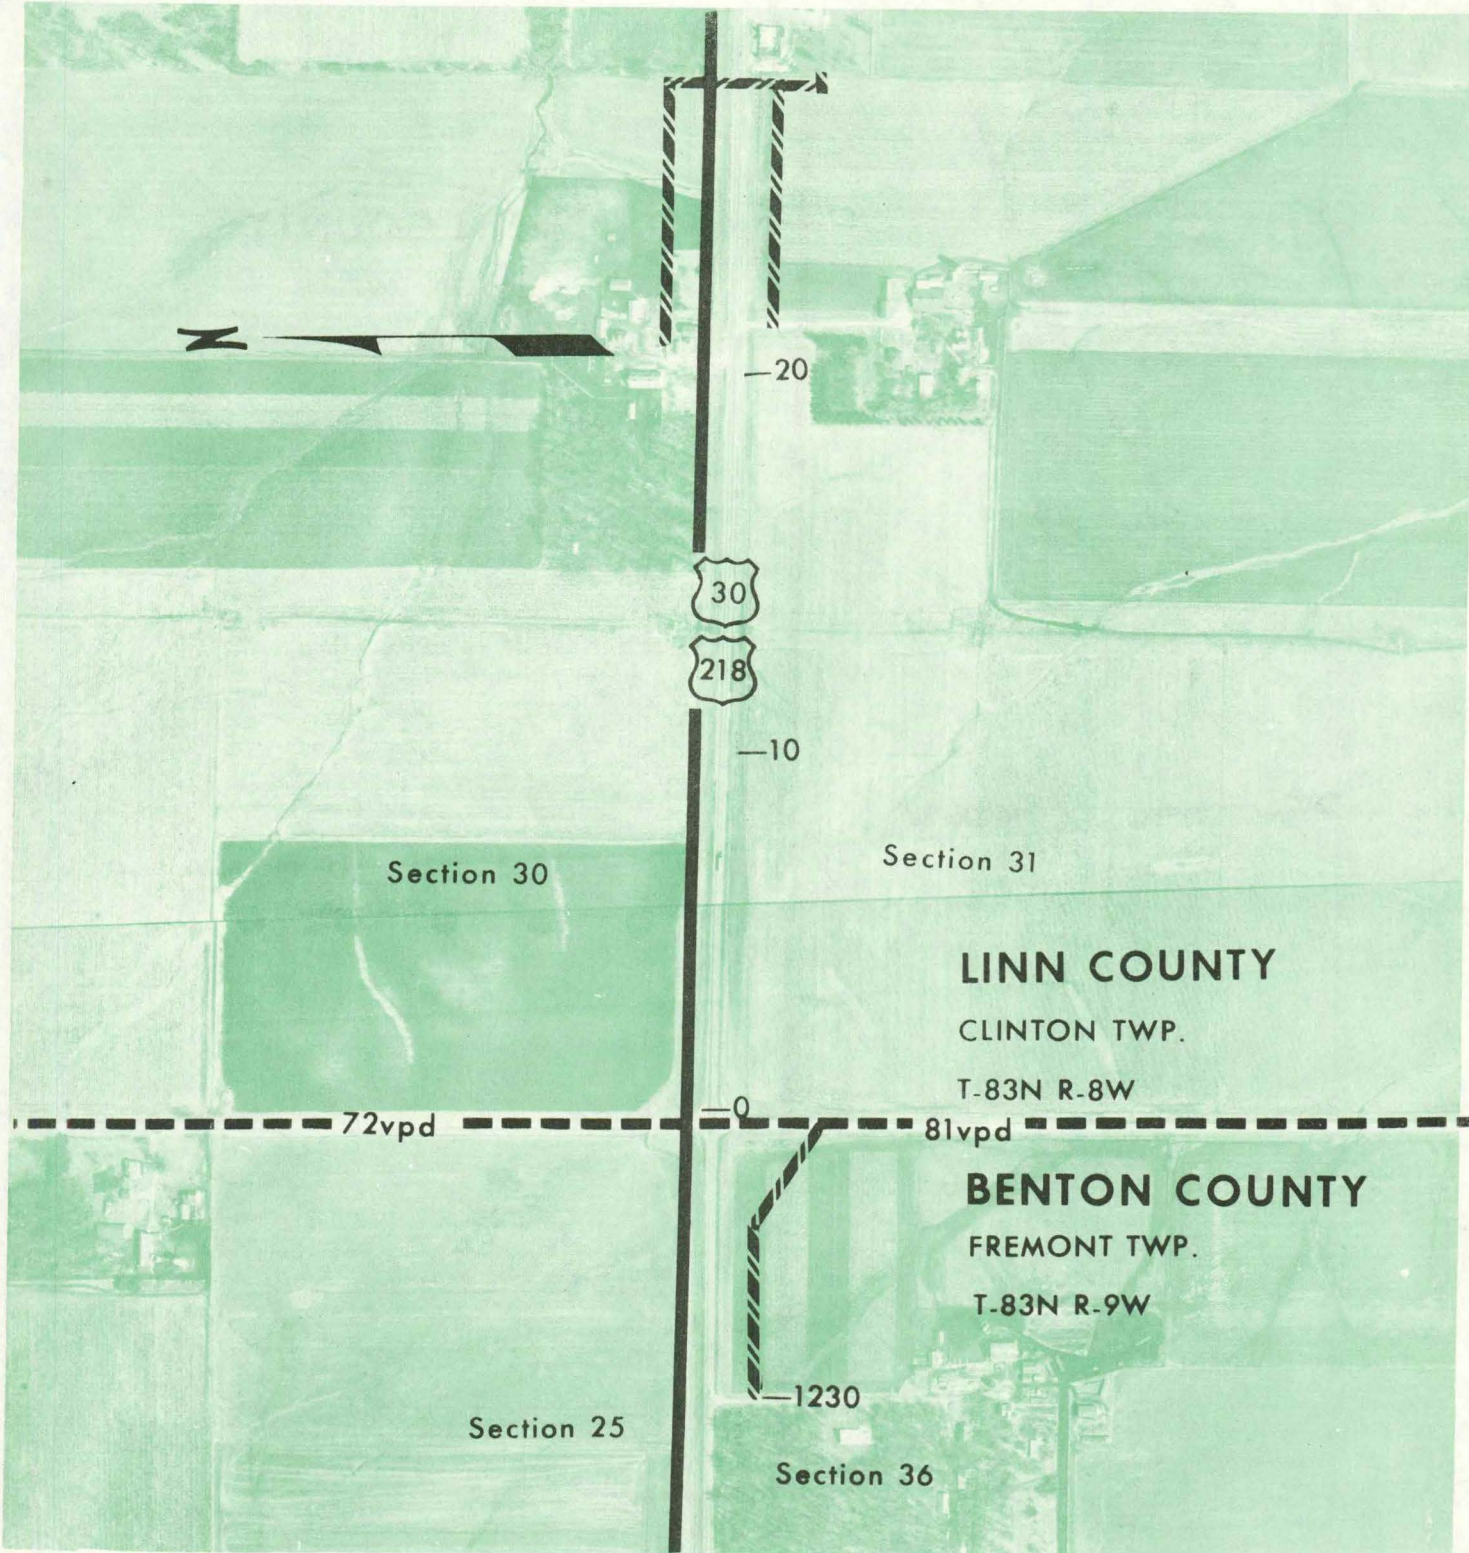 N
—20
30
218
—10
Section 30
Section 31
LINN COUNTY
CLINTON TWP.
T-83N R-8W
—0
72vpd
81vpd
BENTON COUNTY
FREMONT TWP.
T-83N R-9W
—1230
Section 25
Section 36